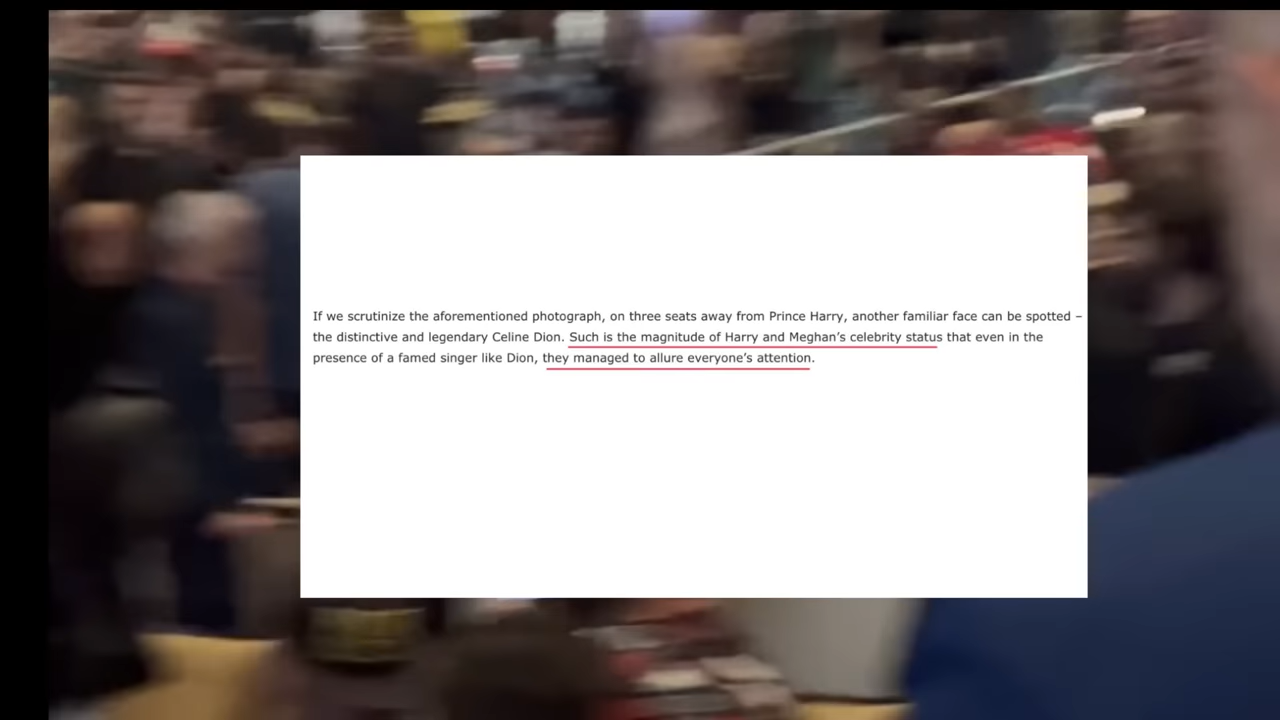 If we scrutinize the aforementioned photograph, on three seats away from Prince Harry, another familiar face can be spotted –
the distinctive and legendary Celine Dion. Such is the magnitude of Harry and Meghan’s celebrity status that even in the
presence of a famed singer like Dion, they managed to allure everyone’s attention.